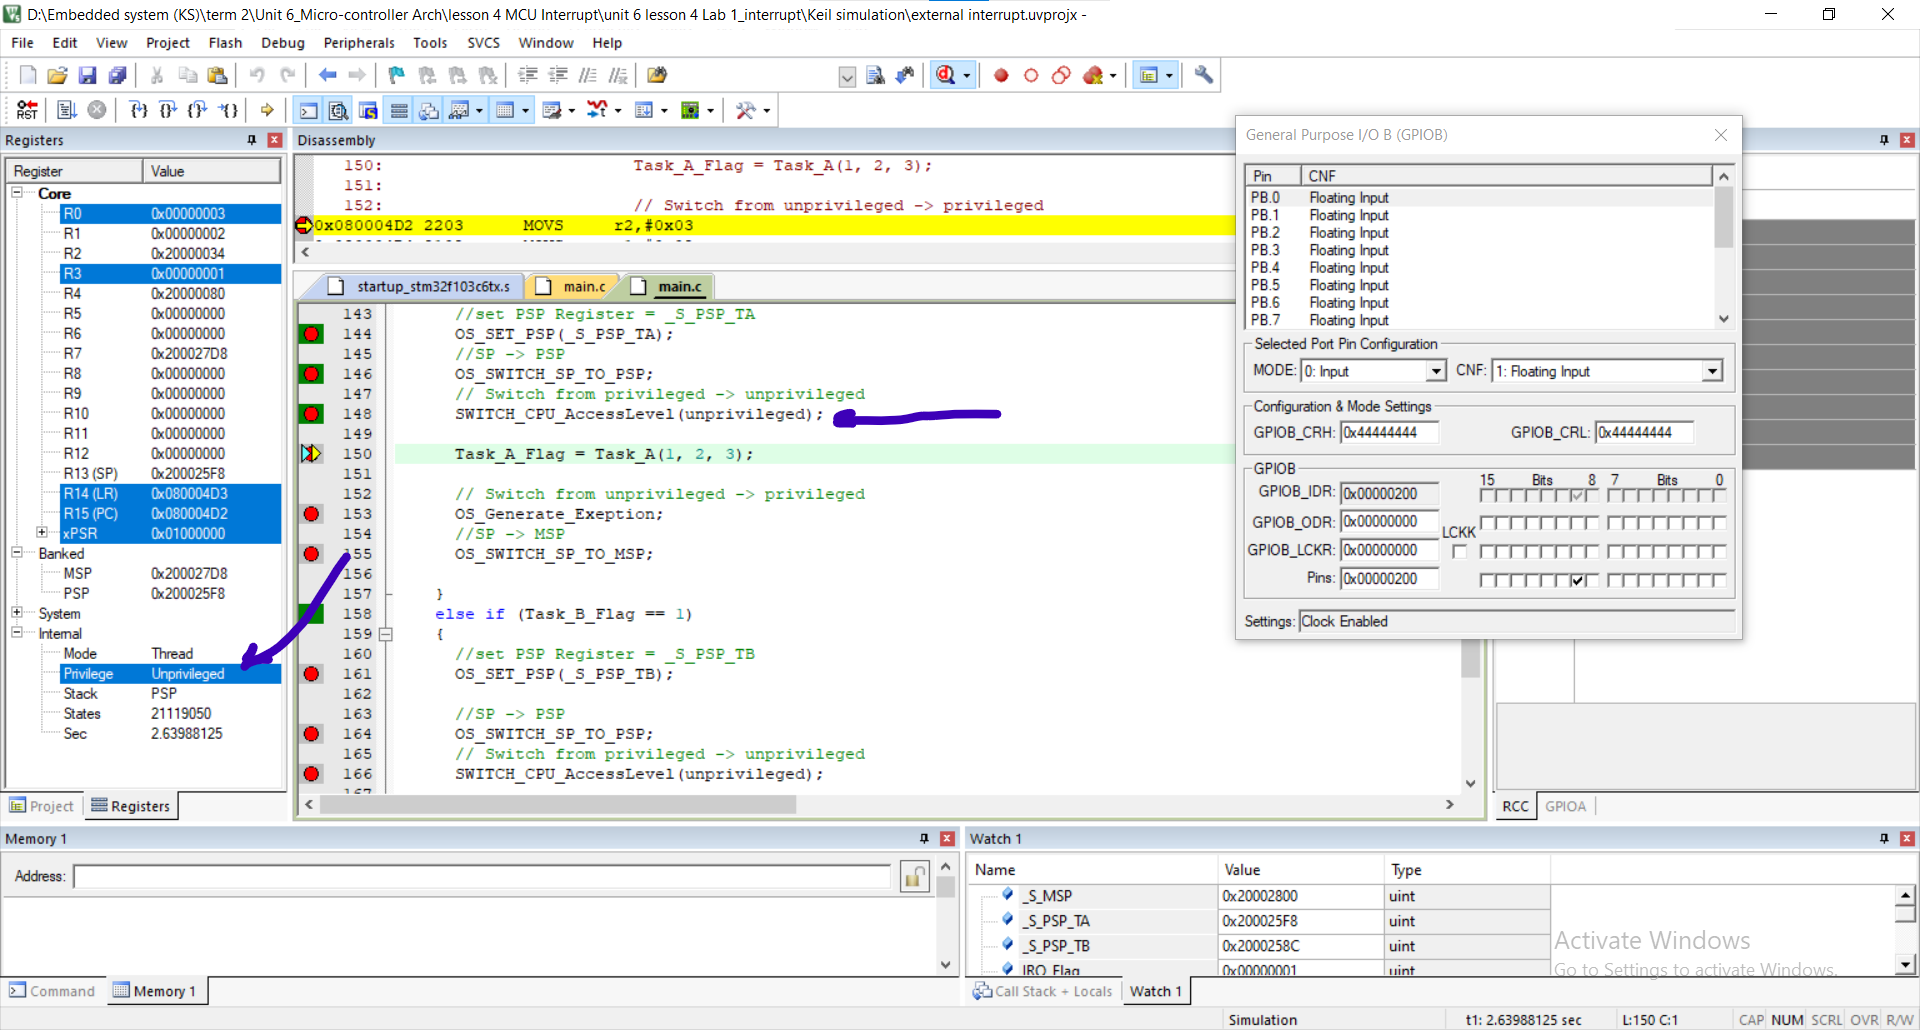 D:\Embedded system (KS)\term 2\Unit 6_Micro-controller Arch\lesson 4 MCU Interrupt\unit 6 lesson 4 Lab 1_interrupt\Keil simulation\external interrupt.uvprojx -
File Edit View Project Flash Debug Peripherals Tools SVCS Window Help
RST
Registers
Register Value
Core
R0 0x00000003
R1 0x00000002
R2 0x20000034
R3 0x00000001
R4 0x20000080
R5 0x00000000
R6 0x00000000
R7 0x200027D8
R8 0x00000000
R9 0x00000000
R10 0x00000000
R11 0x00000000
R12 0x00000000
R13 (SP) 0x200025F8
R14 (LR) 0x080004D3
R15 (PC) 0x080004D2
xPSR 0x01000000
Banked
MSP 0x200027D8
PSP 0x200025F8
System
Internal
Mode Thread
Privilege Unprivileged
Stack PSP
States 21119050
Sec 2.63988125
Project Registers
Disassembly
150: Task_A_Flag = Task_A(1, 2, 3);
151:
152: // Switch from unprivileged -> privileged
0x080004D2 2203 MOVS r2,#0x03
startup_stm32f103c6tx.s main.c main.c
143 //set PSP Register = _S_PSP_TA
144 OS_SET_PSP(_S_PSP_TA);
145 //SP -> PSP
146 OS_SWITCH_SP_TO_PSP;
147 // Switch from privileged -> unprivileged
148 SWITCH_CPU_AccessLevel(unprivileged);
149
150 Task_A_Flag = Task_A(1, 2, 3);
151
152 // Switch from unprivileged -> privileged
153 OS_Generate_Exeption;
154 //SP -> MSP
155 OS_SWITCH_SP_TO_MSP;
156
157 }
158 else if (Task_B_Flag == 1)
159 {
160 //set PSP Register = _S_PSP_TB
161 OS_SET_PSP(_S_PSP_TB);
162
163 //SP -> PSP
164 OS_SWITCH_SP_TO_PSP;
165 // Switch from privileged -> unprivileged
166 SWITCH_CPU_AccessLevel(unprivileged);
General Purpose I/O B (GPIOB)
Pin CNF
PB.0 Floating Input
PB.1 Floating Input
PB.2 Floating Input
PB.3 Floating Input
PB.4 Floating Input
PB.5 Floating Input
PB.6 Floating Input
PB.7 Floating Input
Selected Port Pin Configuration
MODE: 0: Input CNF: 1: Floating Input
Configuration & Mode Settings
GPIOB_CRH: 0x44444444 GPIOB_CRL: 0x44444444
GPIOB
15 Bits 8 7 Bits 0
GPIOB_IDR: 0x00000200
GPIOB_ODR: 0x00000000
LCKK
GPIOB_LCKR: 0x00000000
Pins: 0x00000200
Settings: Clock Enabled
RCC GPIOA
Memory 1
Address:
Command Memory 1
Watch 1
Name Value Type
_S_MSP 0x20002800 uint
_S_PSP_TA 0x200025F8 uint
_S_PSP_TB 0x2000258C uint
IRQ_Flag 0x00000001 uint
Call Stack + Locals Watch 1
Activate Windows
Go to Settings to activate Windows.
Simulation t1: 2.63988125 sec L:150 C:1 CAP NUM SCRL OVR R/W